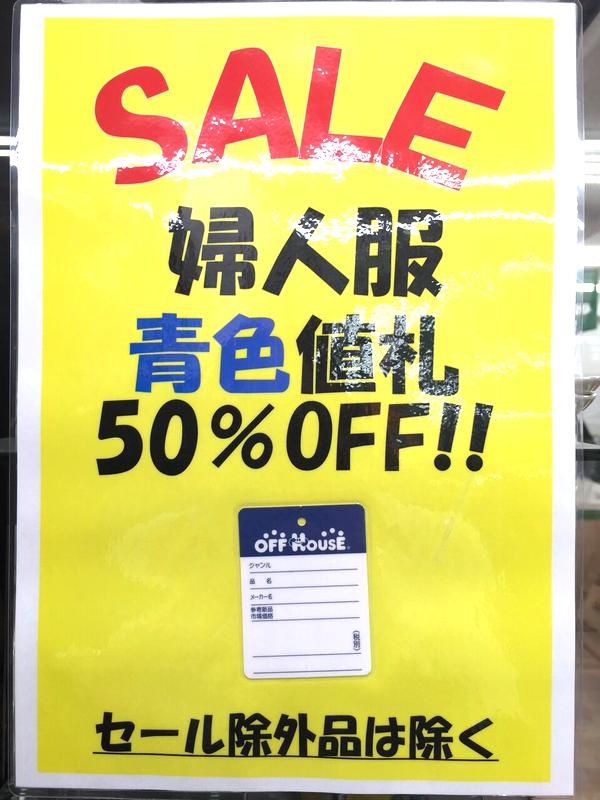 SALE
婦人服
青色値札
50%OFF!!
OFF HOUSE
ジャンル
品 名
メーカー名
参考新品
市場価格
(税別)
セール除外品は除く